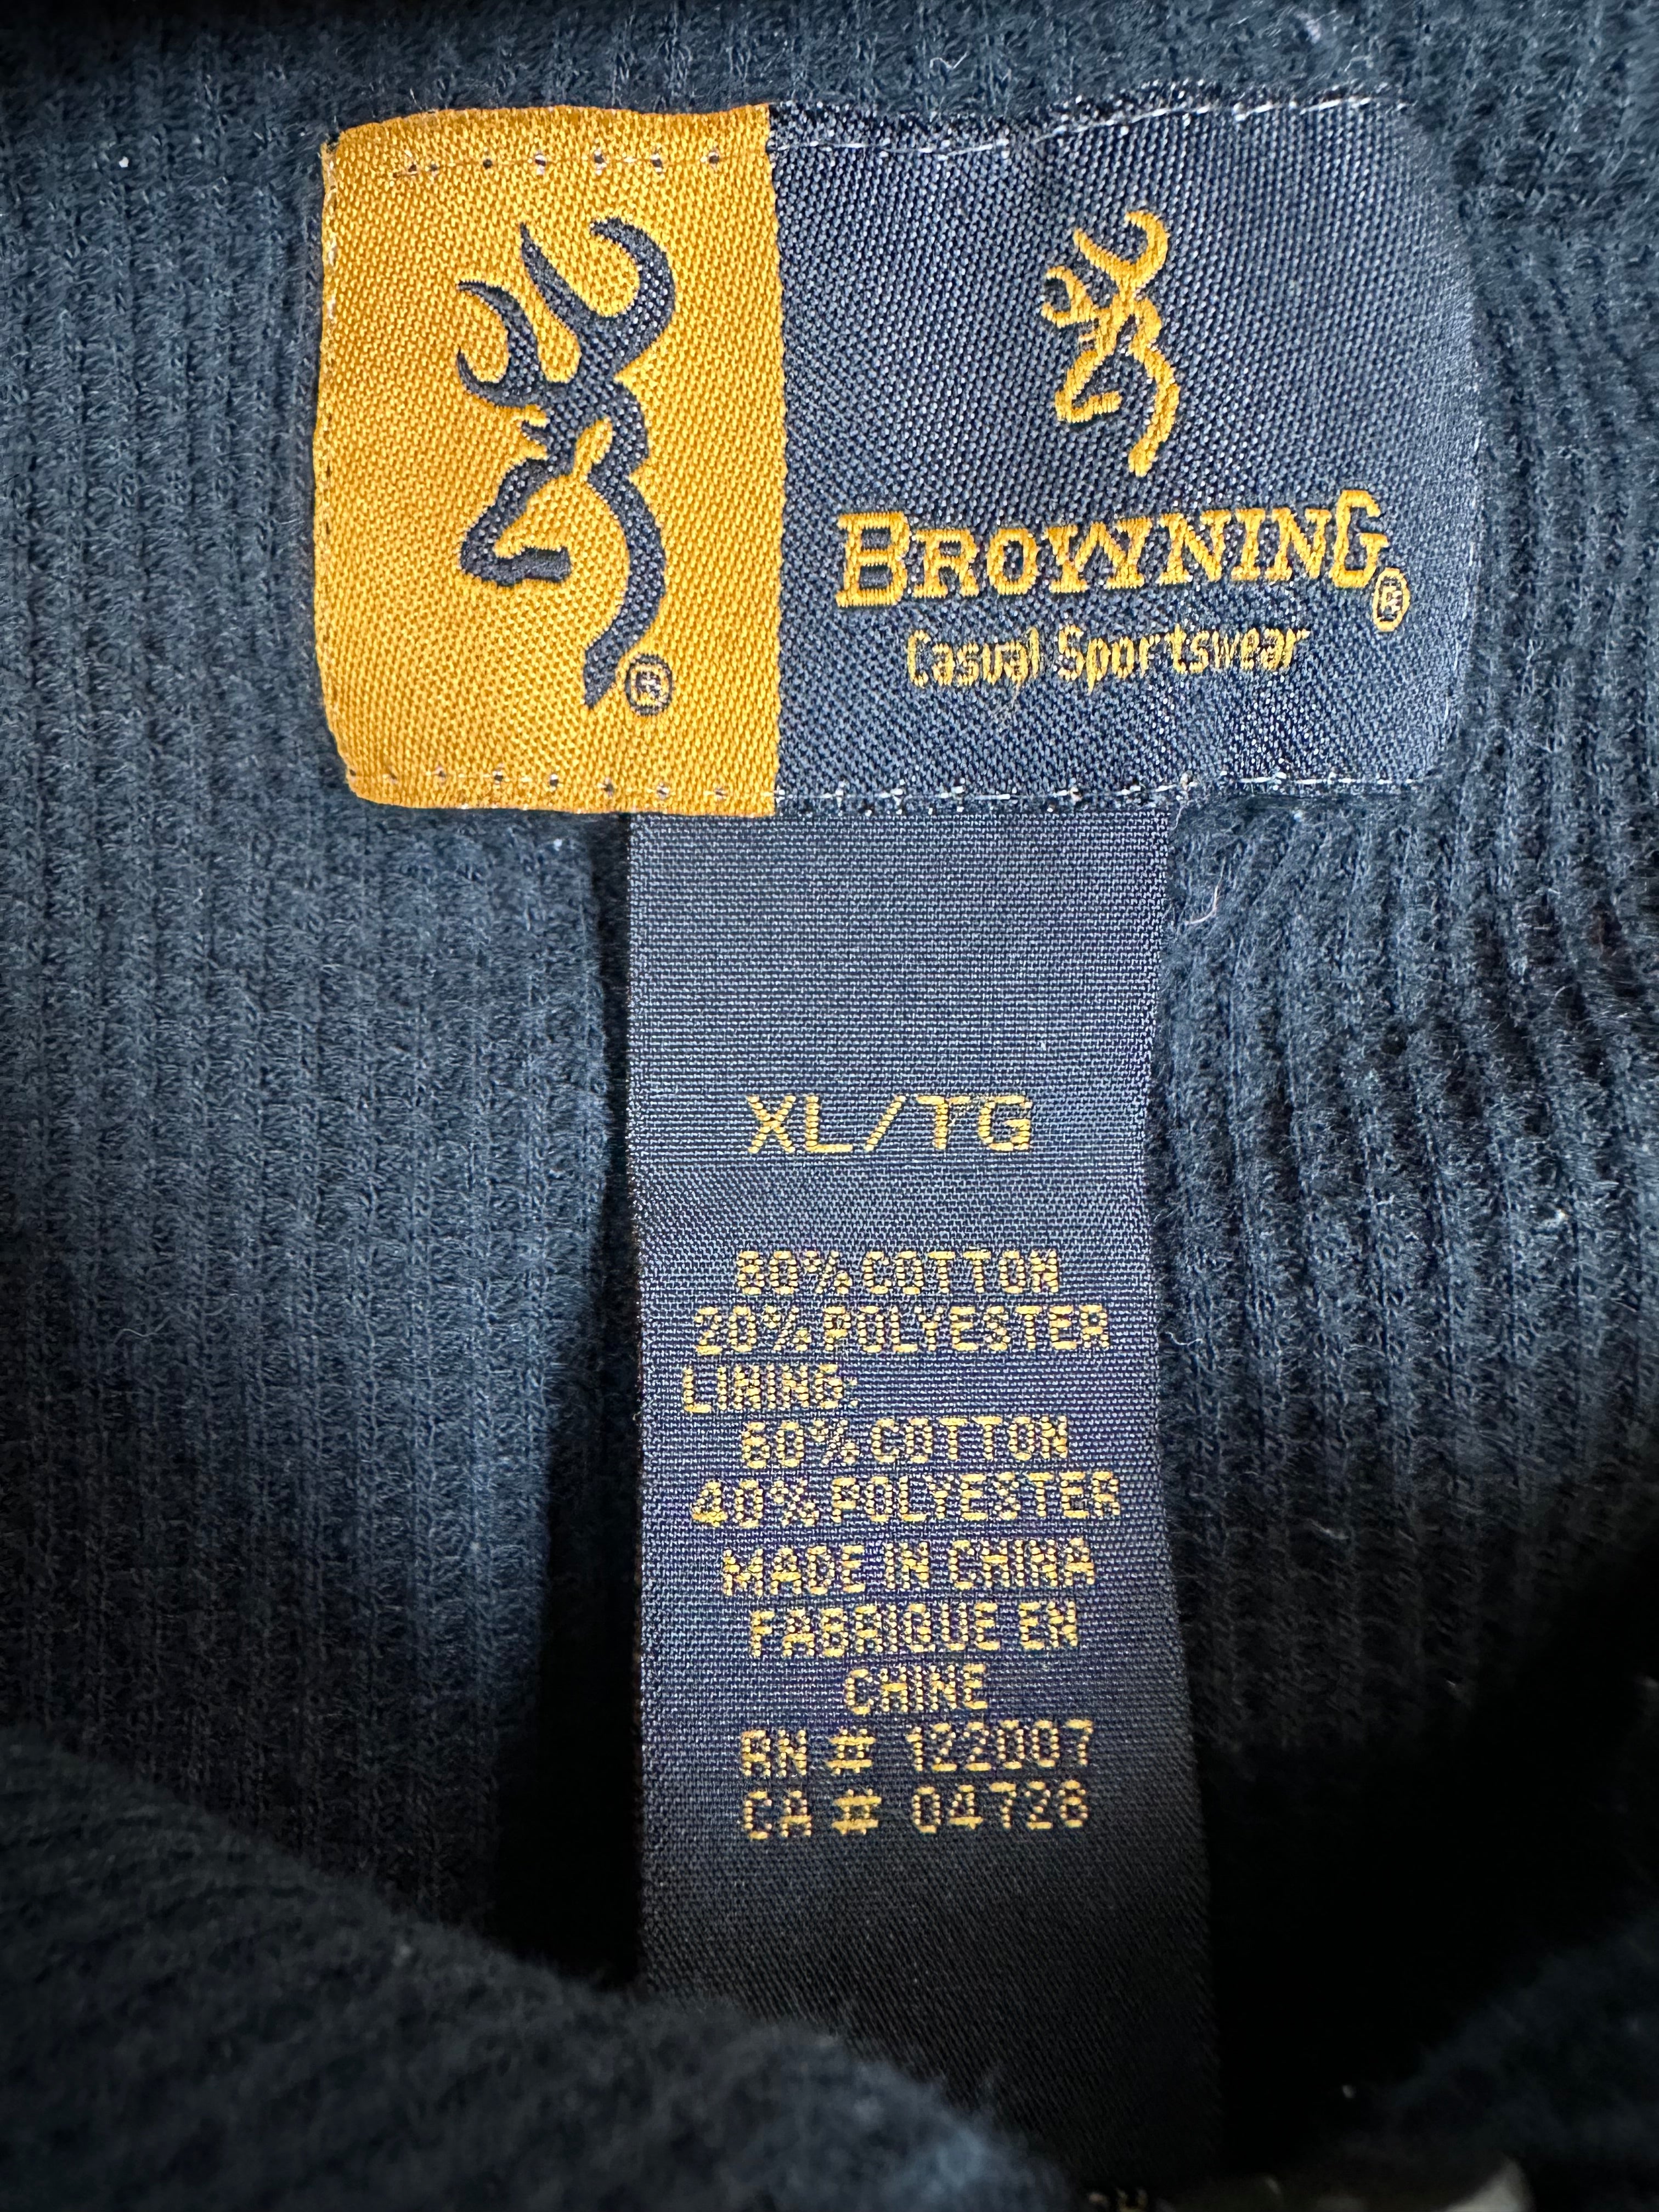 ®
BROWNING®
Casual Sportswear
XL/TG
80% COTTON
20% POLYESTER
LINING:
60% COTTON
40% POLYESTER
MADE IN CHINA
FABRIQUE EN
CHINE
RN # 122007
CA # 04728